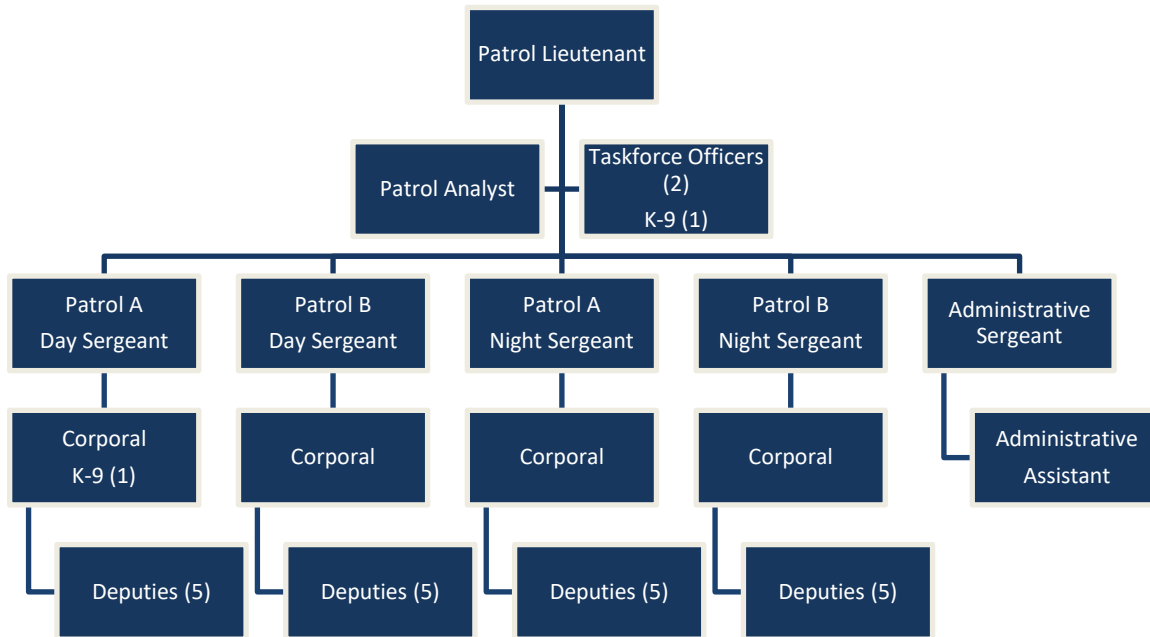 Patrol Lieutenant
Patrol Analyst
Taskforce Officers
(2)
K-9 (1)
Patrol A
Day Sergeant
Patrol B
Day Sergeant
Patrol A
Night Sergeant
Patrol B
Night Sergeant
Administrative
Sergeant
Corporal
K-9 (1)
Corporal
Corporal
Corporal
Administrative
Assistant
Deputies (5)
Deputies (5)
Deputies (5)
Deputies (5)